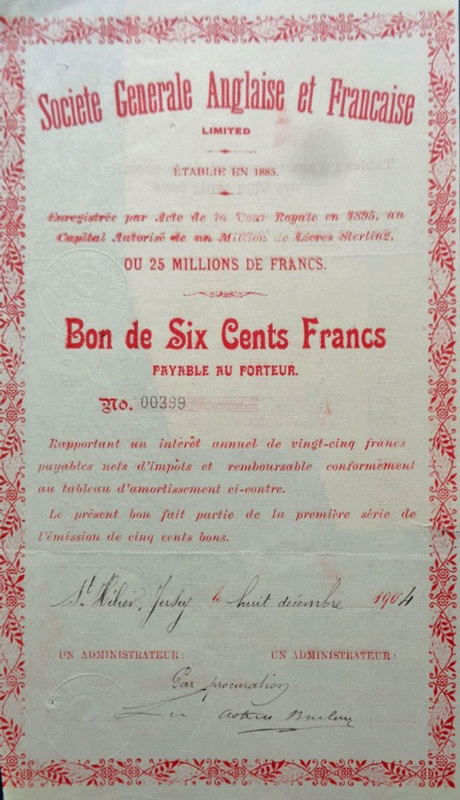 Societe Generale Anglaise et Francaise
LIMITED
ÉTABLIE EN 1885.
Enregistrée par Acte de la Cour Royale en 1895, au
Capital Autorisé de un Million de Livres Sterling,
OU 25 MILLIONS DE FRANCS.
Bon de Six Cents Francs
PAYABLE AU PORTEUR.
No. 00399
Rapportant un intérêt annuel de vingt-cinq francs
payables nets d'impôts et remboursable conformément
au tableau d'amortissement ci-contre.
Le présent bon fait partie de la première série de
l'émission de cinq cents bons.
St. Hélier, Jersey le huit décembre 1904
UN ADMINISTRATEUR: UN ADMINISTRATEUR:
Par procuration